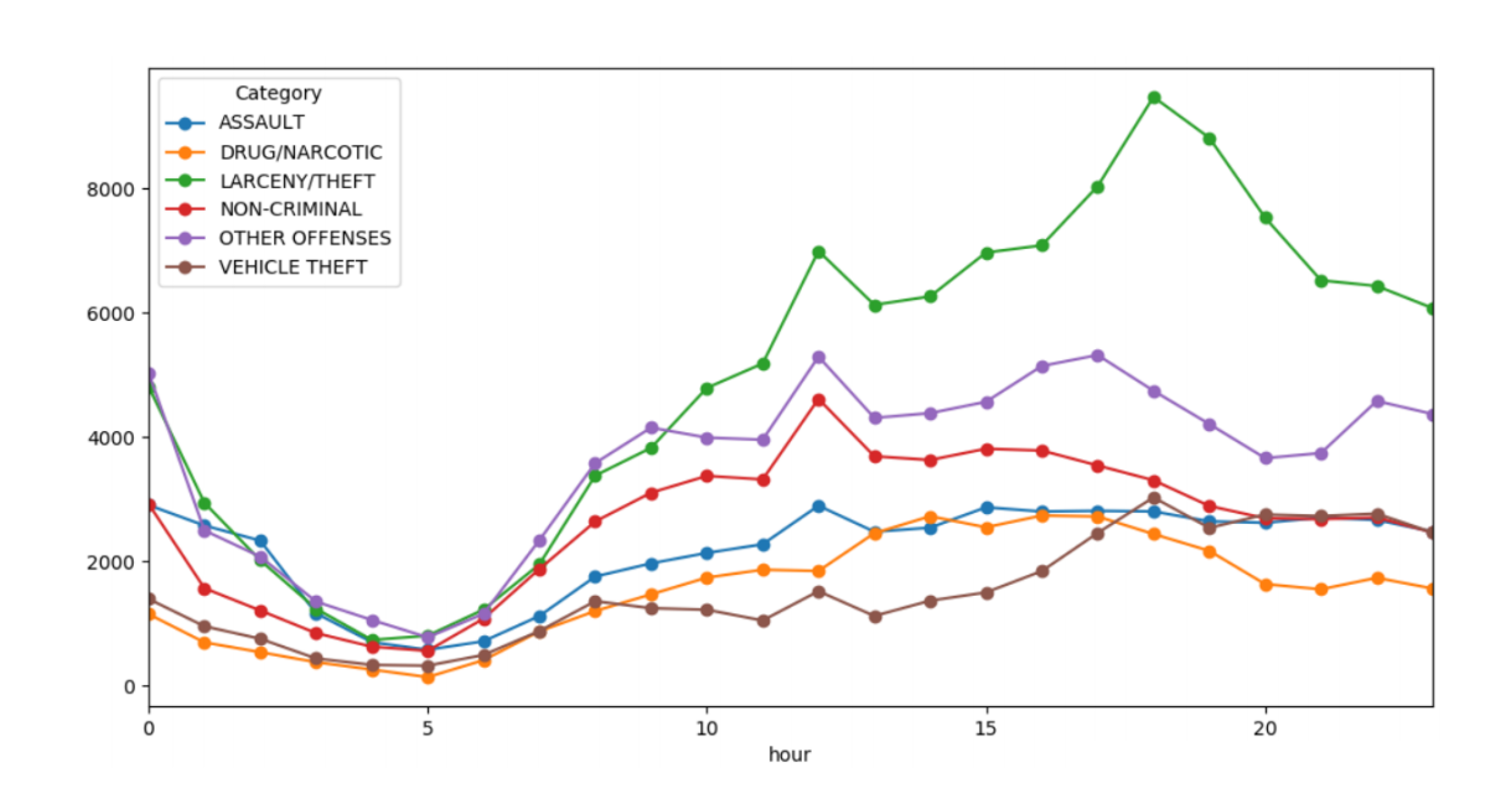 Category
ASSAULT
DRUG/NARCOTIC
LARCENY/THEFT
NON-CRIMINAL
OTHER OFFENSES
VEHICLE THEFT
8000
6000
4000
2000
0
0 5 10 15 20
hour